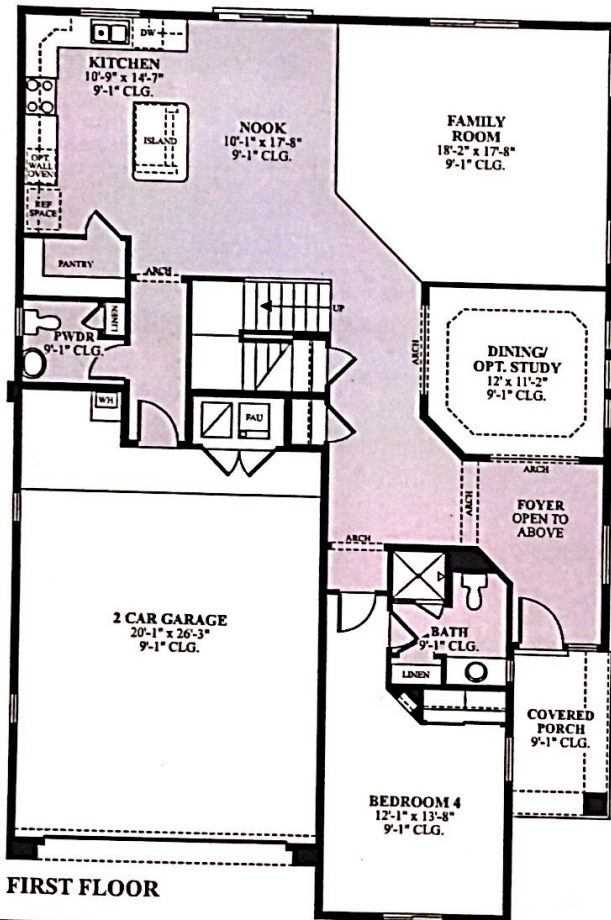 DW
KITCHEN
10'-9" x 14'-7"
9'-1" CLG.
ISLAND
NOOK
10'-1" x 17'-8"
9'-1" CLG.
FAMILY
ROOM
18'-2" x 17'-8"
9'-1" CLG.
OPT.
WALL
OVEN
REF
SPACE
PANTRY
ARCH
LINEN
PWDR
9'-1" CLG.
UP
ARCH
DINING/
OPT. STUDY
12' x 11'-2"
9'-1" CLG.
WH
FAU
ARCH
ARCH
FOYER
OPEN TO
ABOVE
ARCH
2 CAR GARAGE
20'-1" x 26'-3"
9'-1" CLG.
BATH
9'-1" CLG.
LINEN
COVERED
PORCH
9'-1" CLG.
BEDROOM 4
12'-1" x 13'-8"
9'-1" CLG.
FIRST FLOOR